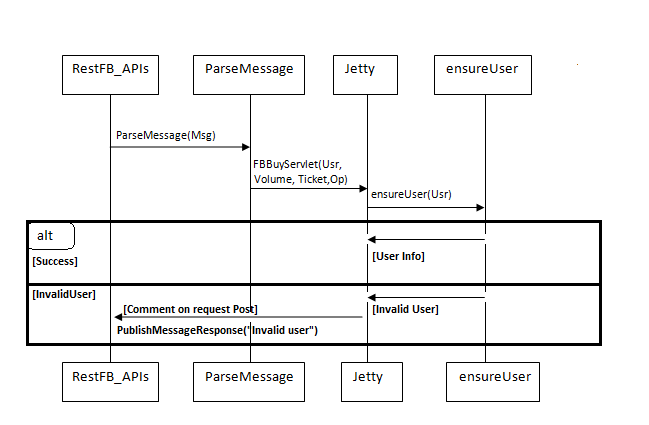 RestFB_APIs ParseMessage Jetty ensureUser
ParseMessage(Msg)
FBBuyServlet(Usr,
Volume, Ticket,Op)
ensureUser(Usr)
alt
[Success]
[User Info]
[InvalidUser]
[Comment on request Post]
[Invalid User]
PublishMessageResponse("Invalid user")
RestFB_APIs ParseMessage Jetty ensureUser